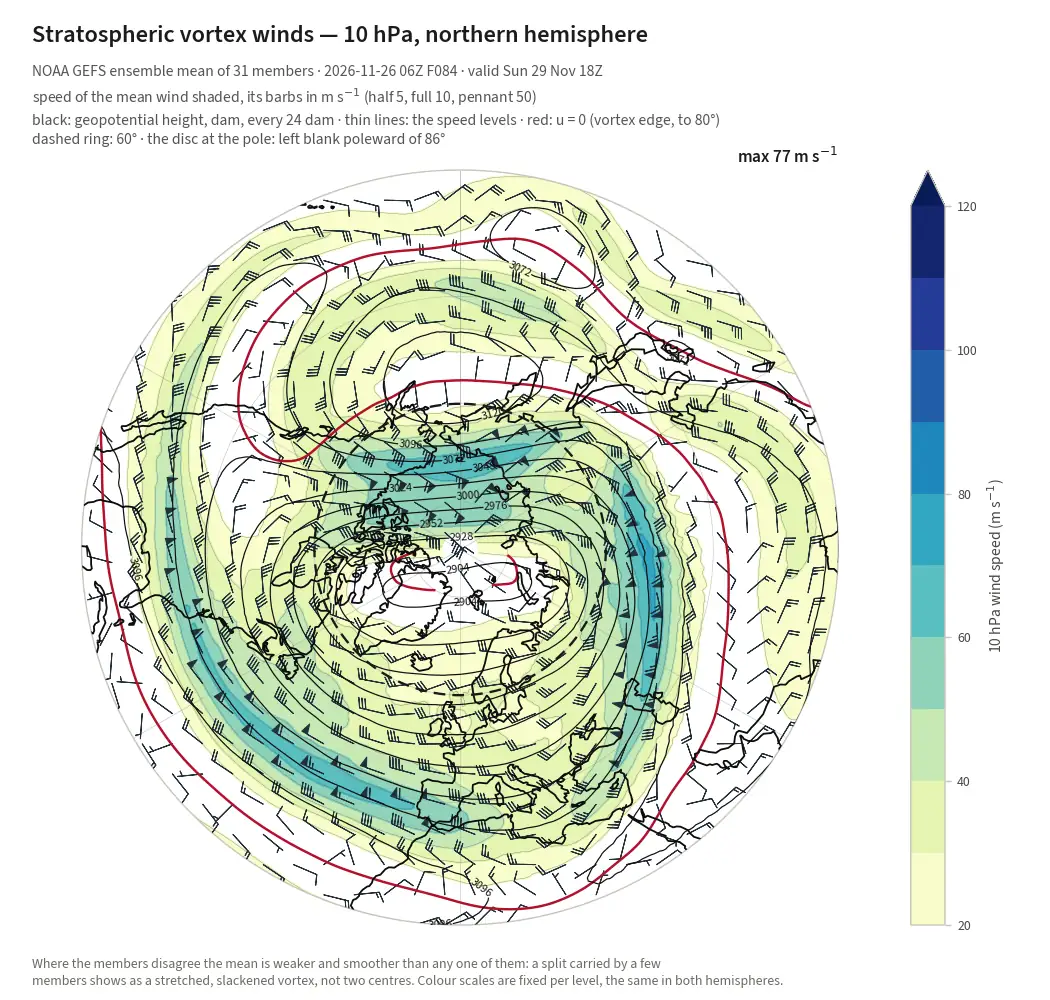 Stratospheric vortex winds — 10 hPa, northern hemisphere
NOAA GEFS ensemble mean of 31 members · 2026-11-26 06Z F084 · valid Sun 29 Nov 18Z
speed of the mean wind shaded, its barbs in m s⁻¹ (half 5, full 10, pennant 50)
black: geopotential height, dam, every 24 dam · thin lines: the speed levels · red: u = 0 (vortex edge, to 80°)
dashed ring: 60° · the disc at the pole: left blank poleward of 86°
max 77 m s⁻¹
120
100
80
60
40
20
10 hPa wind speed (m s⁻¹)
3072
3096
3024
3000
2976
2952
2928
2904
2904
3096
3096
Where the members disagree the mean is weaker and smoother than any one of them: a split carried by a few
members shows as a stretched, slackened vortex, not two centres. Colour scales are fixed per level, the same in both hemispheres.